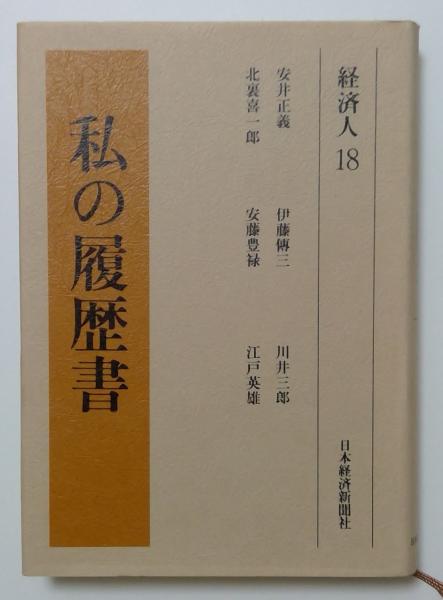 経済人 18
安井正義 伊藤傳三 川井三郎
北裏喜一郎 安藤豊禄 江戸英雄
日本経済新聞社
私の履歴書